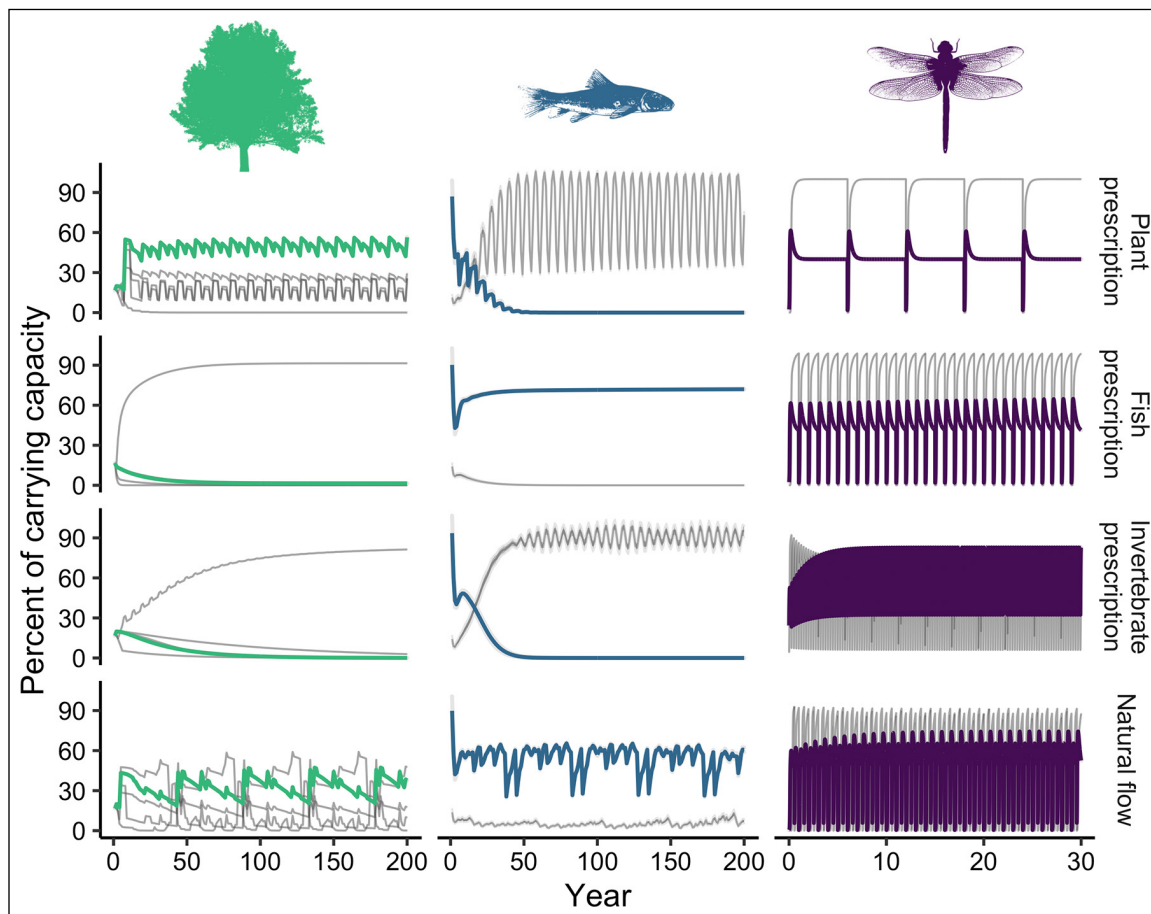 Percent of carrying capacity
90
60
30
0
Plant
prescription
90
60
30
0
Fish
prescription
90
60
30
0
Invertebrate
prescription
90
60
30
0
Natural flow
0 50 100 150 200 0 50 100 150 200 0 10 20 30
Year